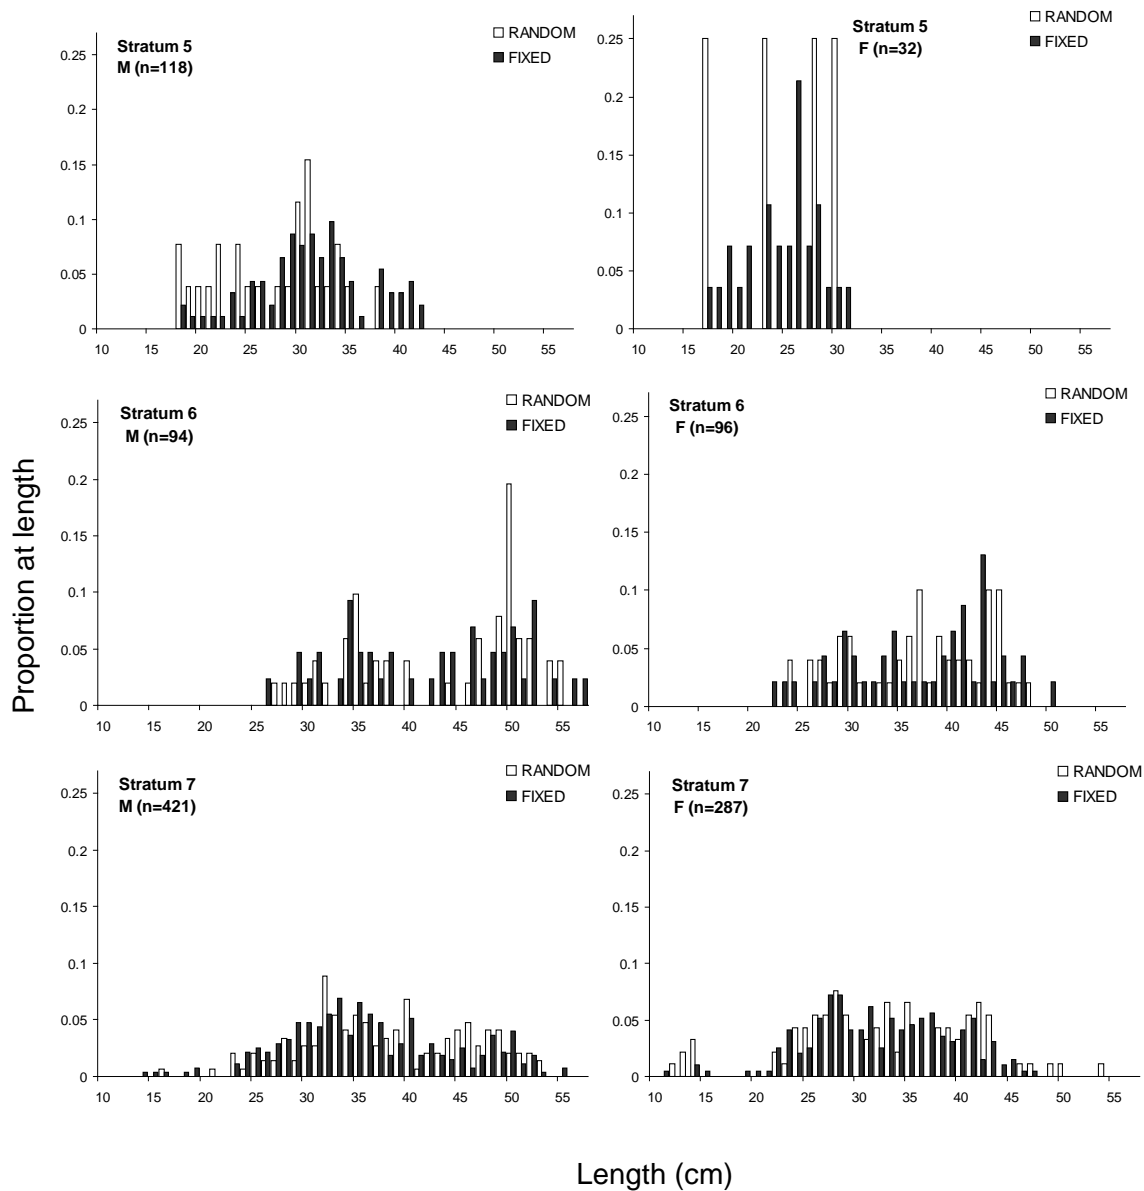 Stratum 5
M (n=118)
RANDOM
FIXED
0.25
0.2
0.15
0.1
0.05
0
10 15 20 25 30 35 40 45 50 55
Stratum 5
F (n=32)
RANDOM
FIXED
0.25
0.2
0.15
0.1
0.05
0
10 15 20 25 30 35 40 45 50 55
Stratum 6
M (n=94)
RANDOM
FIXED
0.25
0.2
0.15
0.1
0.05
0
10 15 20 25 30 35 40 45 50 55
Stratum 6
F (n=96)
RANDOM
FIXED
0.25
0.2
0.15
0.1
0.05
0
10 15 20 25 30 35 40 45 50 55
Stratum 7
M (n=421)
RANDOM
FIXED
0.25
0.2
0.15
0.1
0.05
0
10 15 20 25 30 35 40 45 50 55
Stratum 7
F (n=287)
RANDOM
FIXED
0.25
0.2
0.15
0.1
0.05
0
10 15 20 25 30 35 40 45 50 55
Proportion at length
Length (cm)